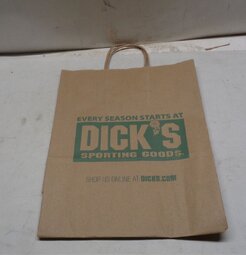 EVERY SEASON STARTS AT
DICK'S
SPORTING GOODS
SHOP US ONLINE AT DICKS.COM